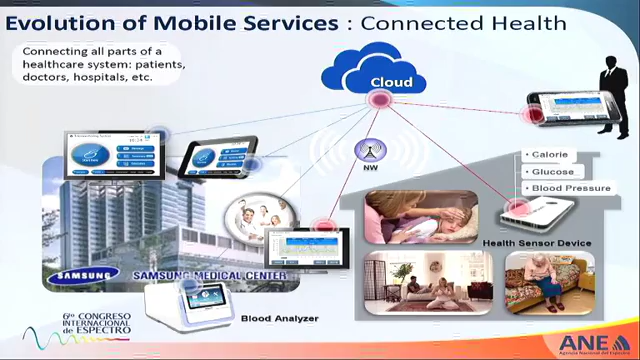 Evolution of Mobile Services : Connected Health
Connecting all parts of a
healthcare system: patients,
doctors, hospitals, etc.
Cloud
NW
• Calorie
• Glucose
• Blood Pressure
Health Sensor Device
SAMSUNG
SAMSUNG MEDICAL CENTER
Blood Analyzer
6to CONGRESO
INTERNACIONAL
de ESPECTRO
ANE
Agencia Nacional del Espectro